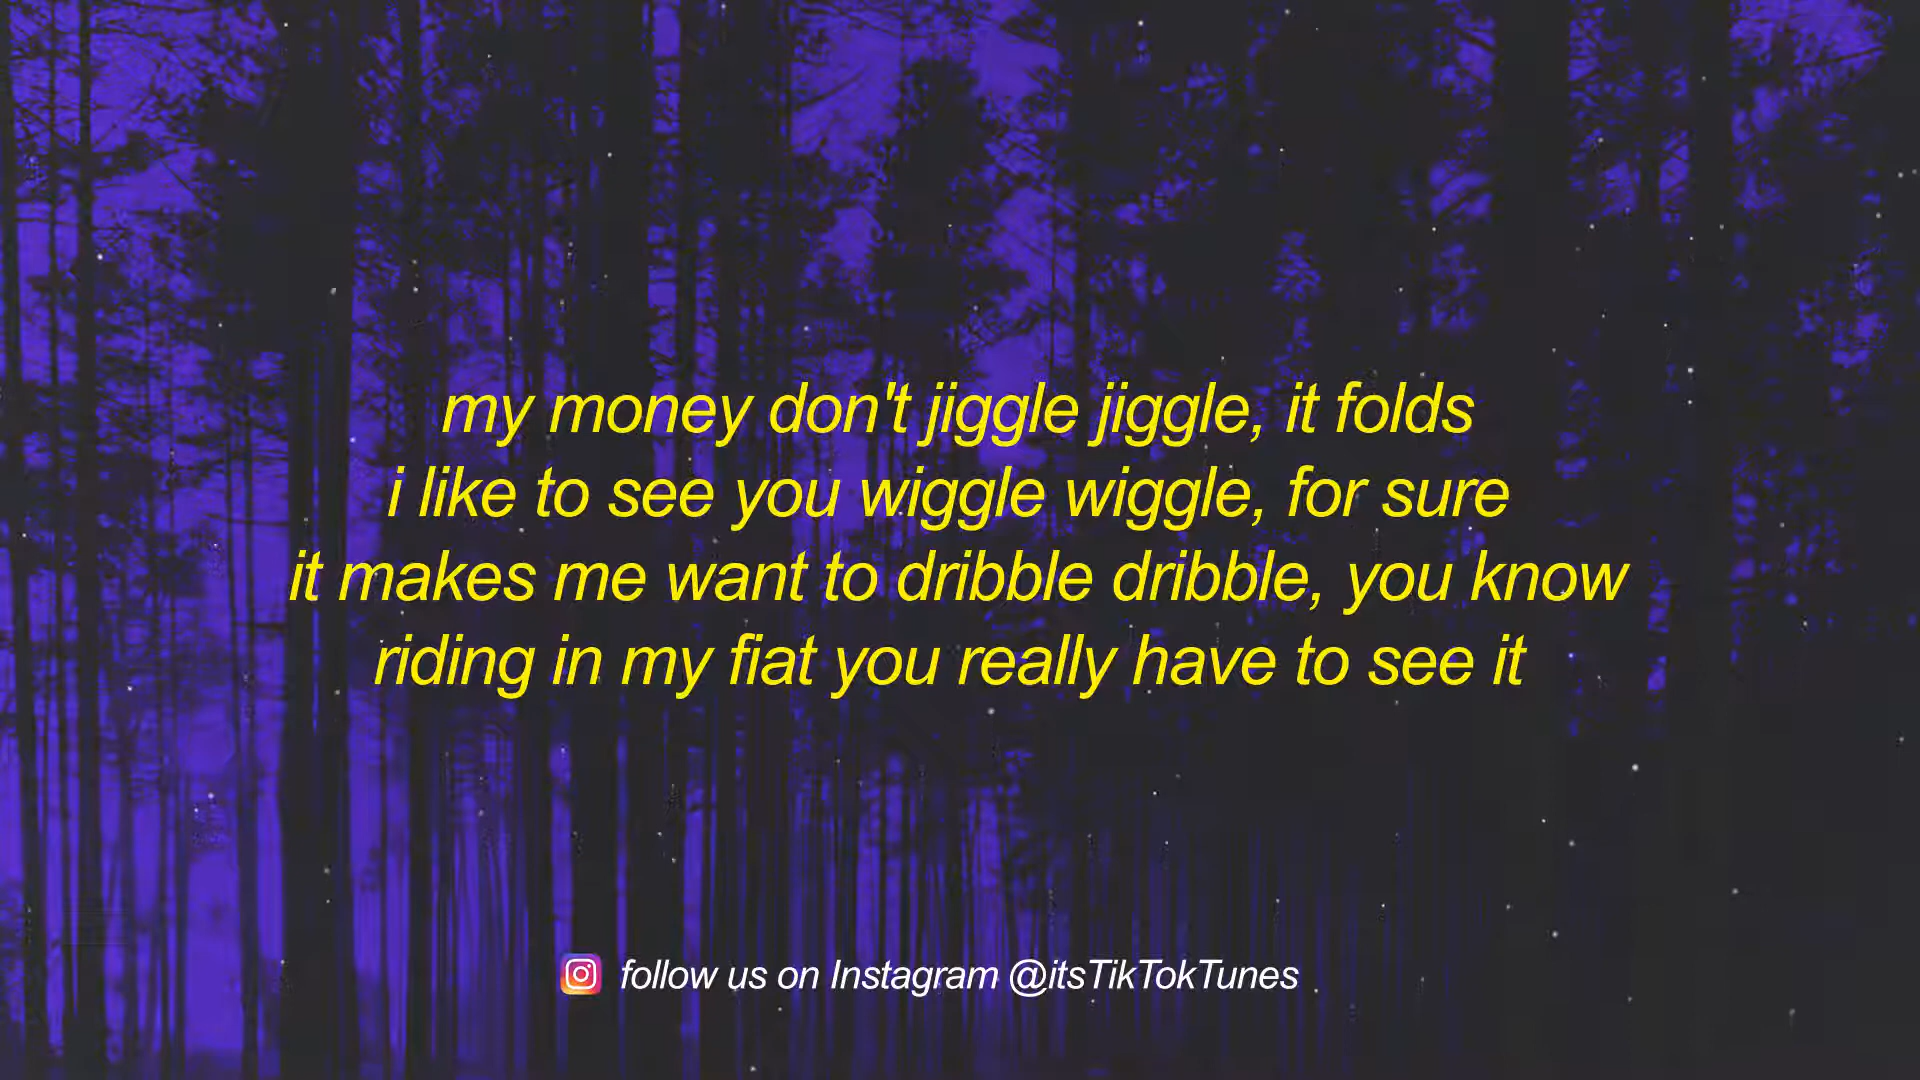 my money don't jiggle jiggle, it folds
i like to see you wiggle wiggle, for sure
it makes me want to dribble dribble, you know
riding in my fiat you really have to see it
follow us on Instagram @itsTikTokTunes